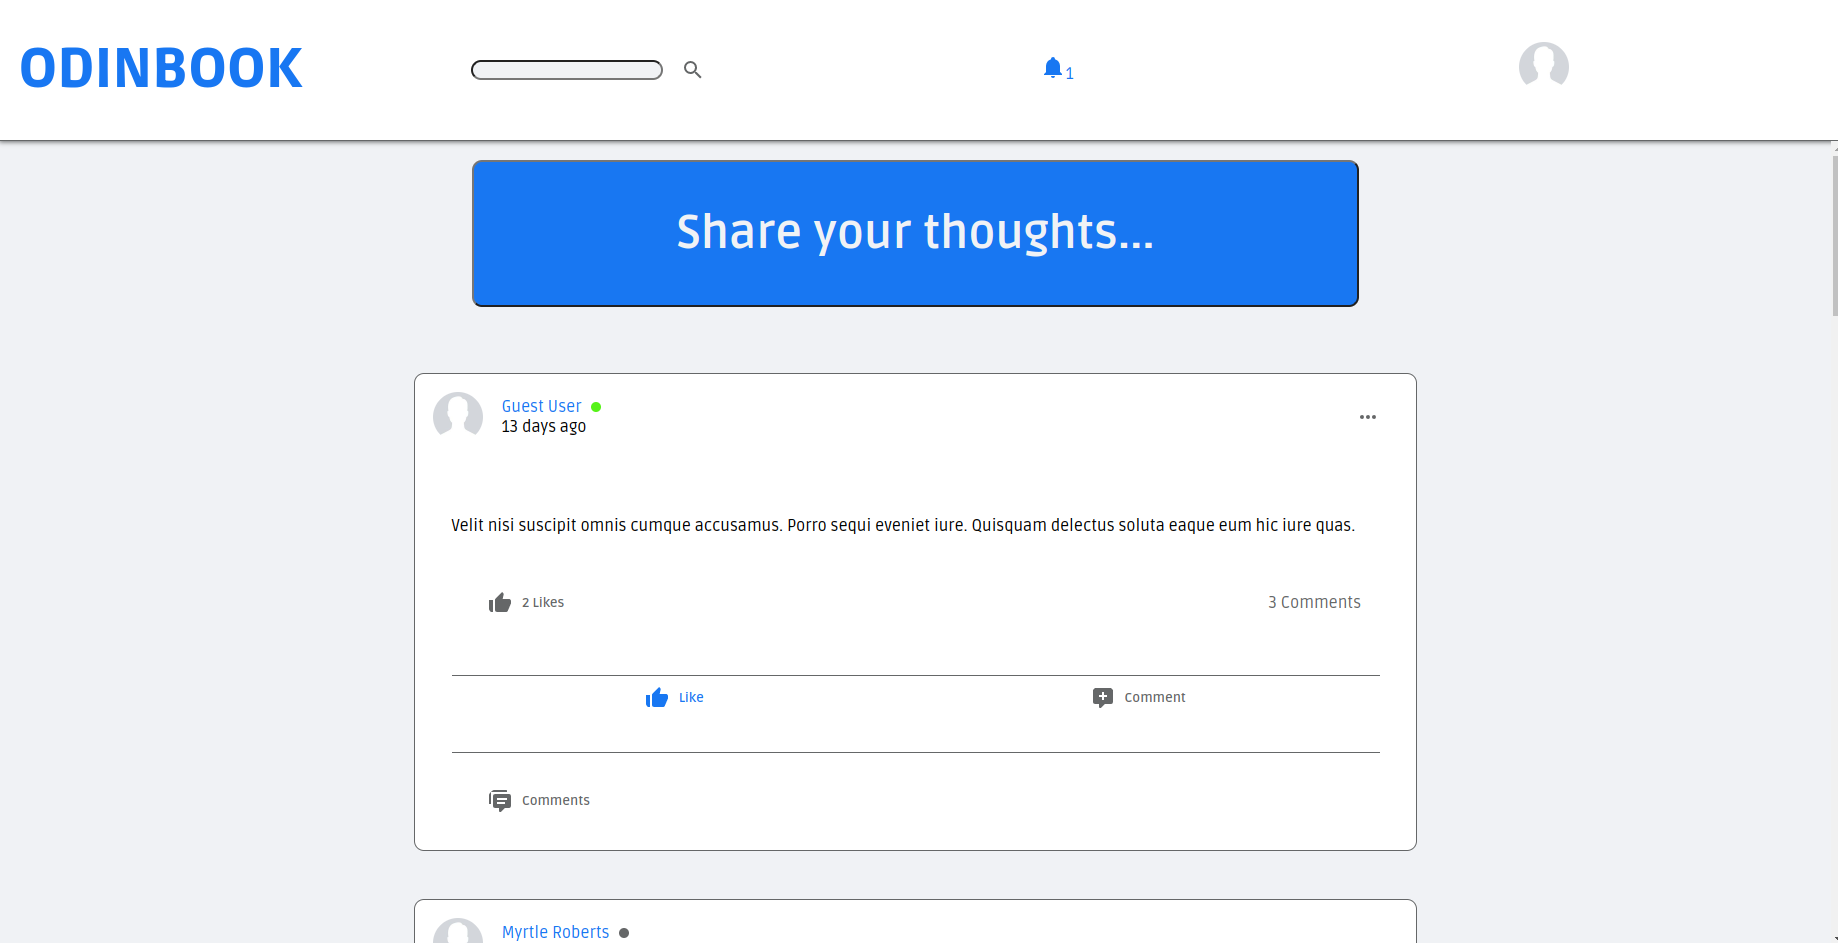 ODINBOOK
1
Share your thoughts...
Guest User
13 days ago
Velit nisi suscipit omnis cumque accusamus. Porro sequi eveniet iure. Quisquam delectus soluta eaque eum hic iure quas.
2 Likes
3 Comments
Like
Comment
Comments
Myrtle Roberts